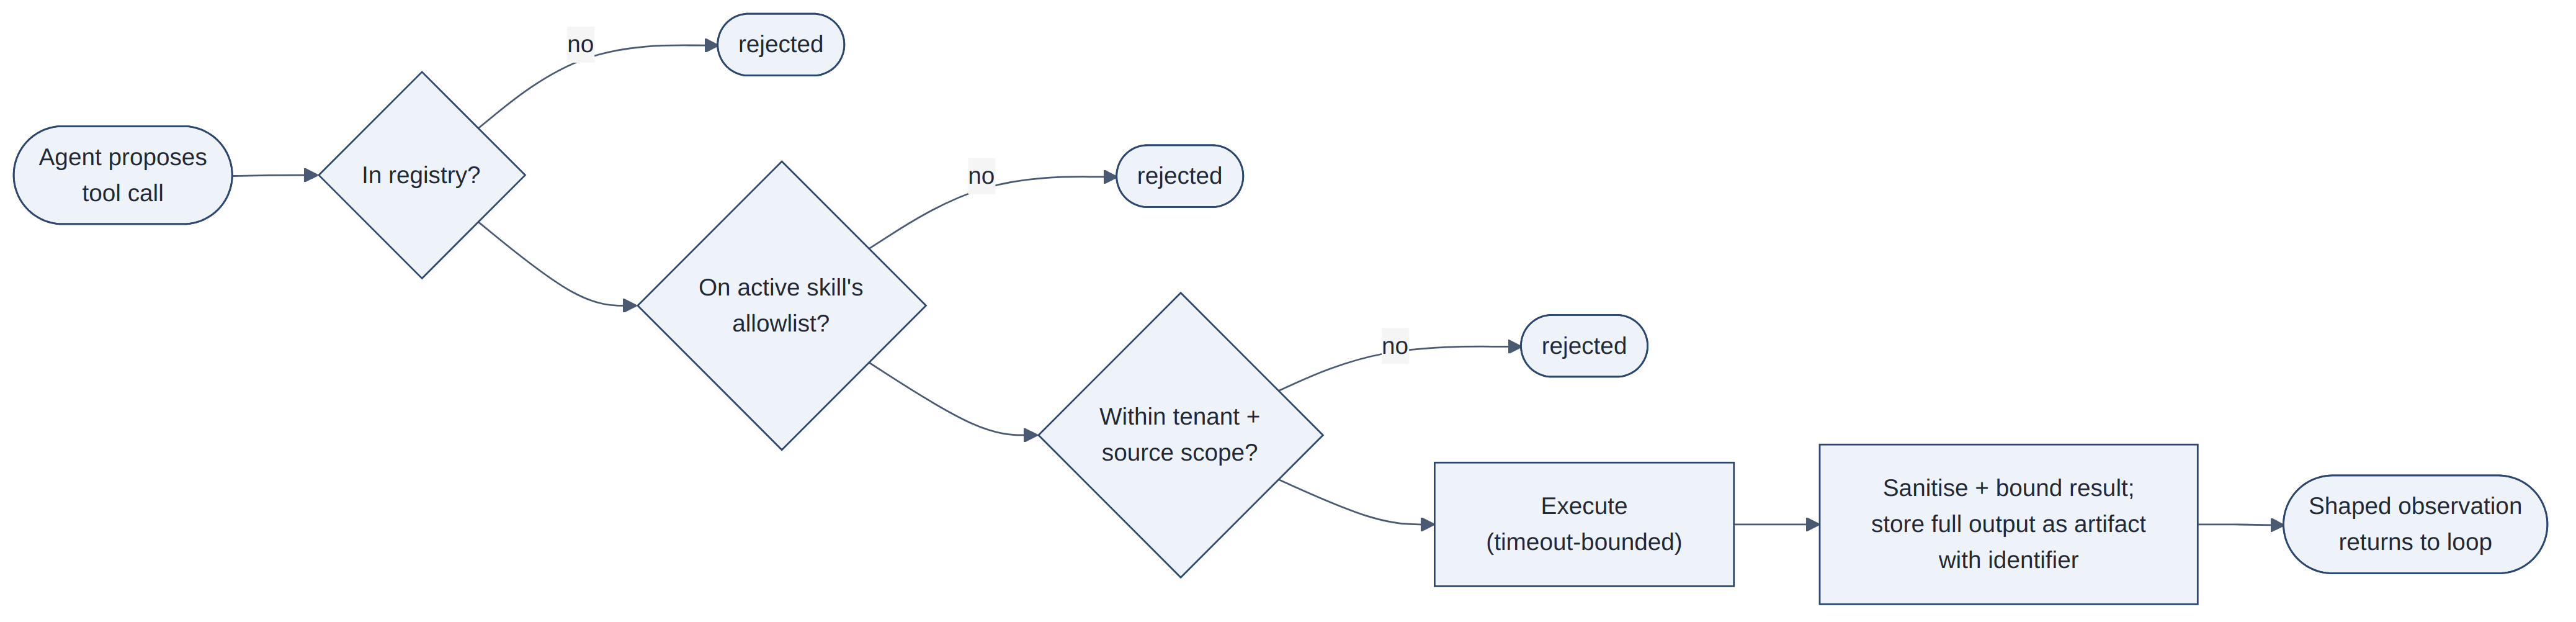 Agent proposes
tool call
In registry?
no
rejected
On active skill's
allowlist?
no
rejected
Within tenant +
source scope?
no
rejected
Execute
(timeout-bounded)
Sanitise + bound result;
store full output as artifact
with identifier
Shaped observation
returns to loop